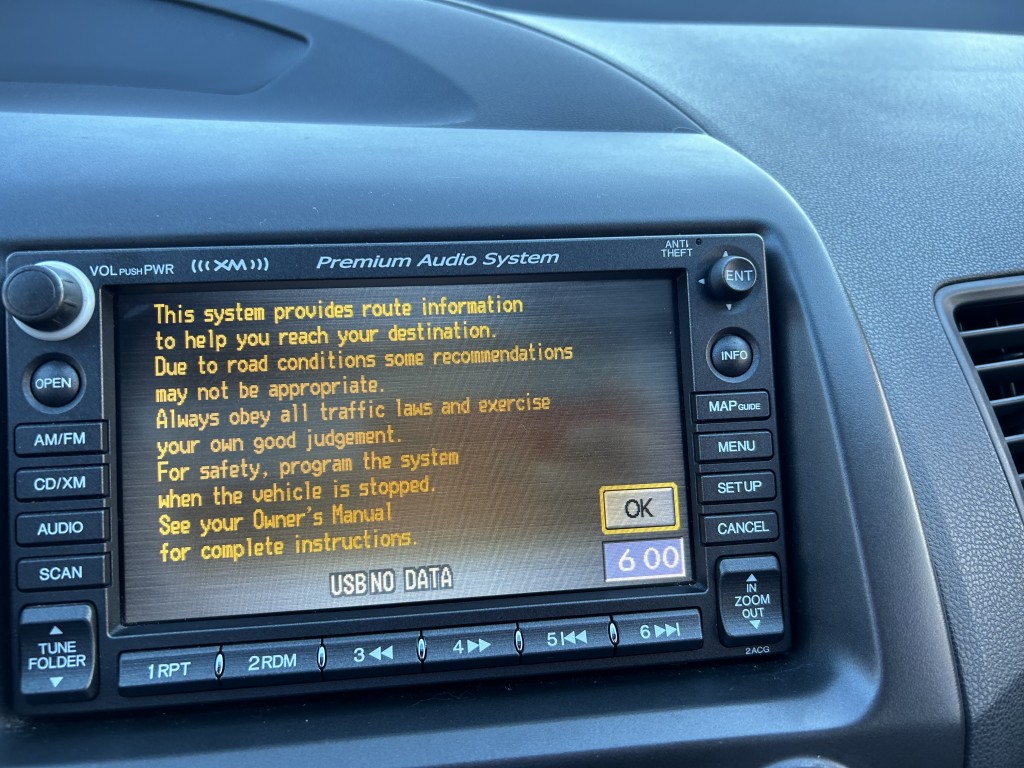 VOL PUSH PWR
(((XM)))
Premium Audio System
ANTI
THEFT
ENT
OPEN
INFO
AM/FM
MAP GUIDE
CD/XM
MENU
AUDIO
SETUP
SCAN
CANCEL
This system provides route information
to help you reach your destination.
Due to road conditions some recommendations
may not be appropriate.
Always obey all traffic laws and exercise
your own good judgement.
For safety, program the system
when the vehicle is stopped.
See your Owner's Manual
for complete instructions.
OK
6 00
USB NO DATA
▲
TUNE
FOLDER
▼
▲
IN
ZOOM
OUT
▼
1 RPT
2 RDM
3 ◀◀
4 ▶▶
5 |◀◀
6 ▶▶|
2ACG